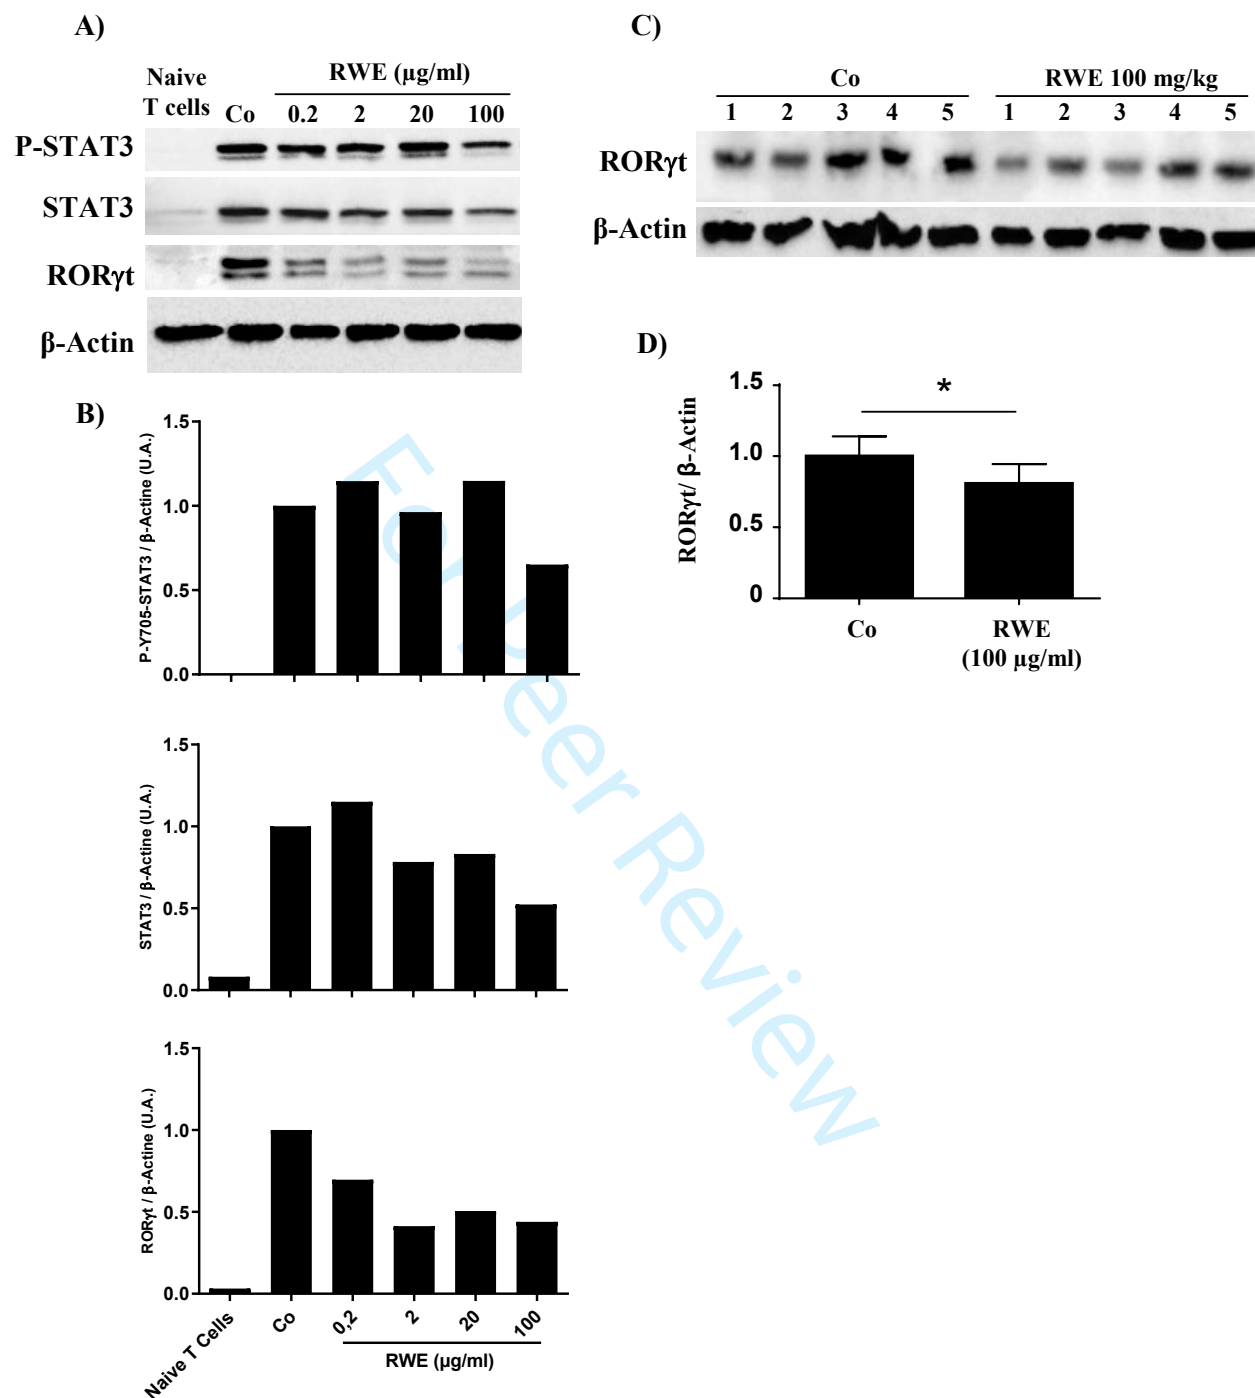 A)
Naive
T cells
Co
RWE (µg/ml)
0.2 2 20 100
P-STAT3
STAT3
RORγt
β-Actin
B)
P-Y705-STAT3 / β-Actine (U.A.)
1.5
1.0
0.5
0.0
STAT3 / β-Actine (U.A.)
1.5
1.0
0.5
0.0
RORγt / β-Actine (U.A.)
1.5
1.0
0.5
0.0
Naive T Cells Co 0,2 2 20 100
RWE (µg/ml)
C)
Co RWE 100 mg/kg
1 2 3 4 5 1 2 3 4 5
RORγt
β-Actin
D)
RORγt/ β-Actin
1.5
1.0
0.5
0
*
Co RWE
(100 µg/ml)
For Peer Review